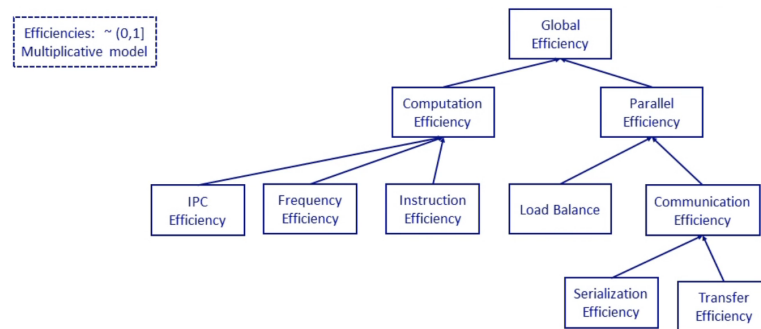 Efficiencies: ~ (0,1]
Multiplicative model
Global
Efficiency
Computation
Efficiency
Parallel
Efficiency
IPC
Efficiency
Frequency
Efficiency
Instruction
Efficiency
Load Balance
Communication
Efficiency
Serialization
Efficiency
Transfer
Efficiency